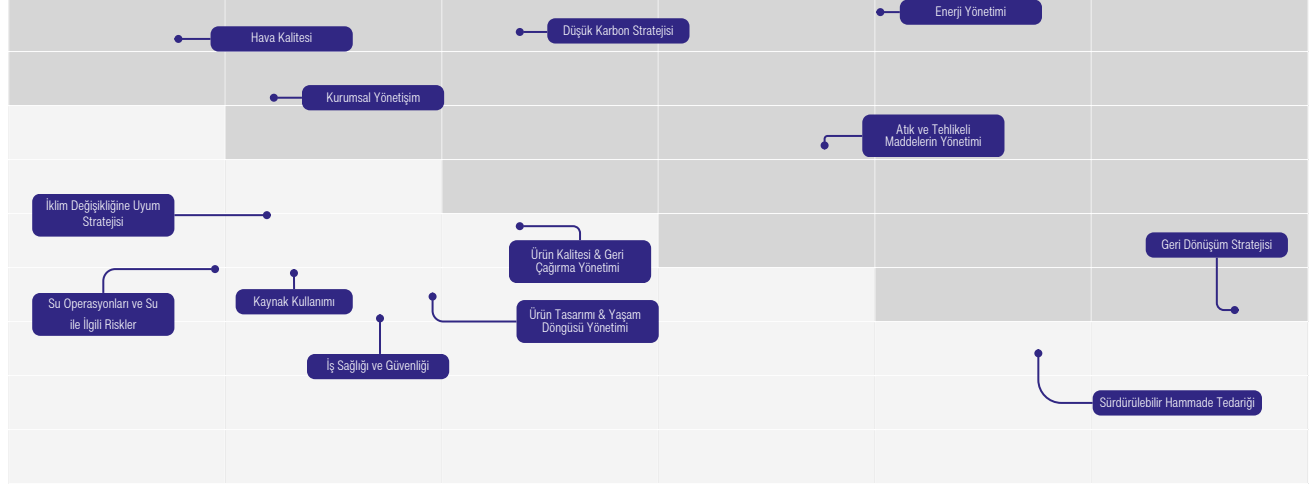 Enerji Yönetimi
Hava Kalitesi
Düşük Karbon Stratejisi
Kurumsal Yönetişim
Atık ve Tehlikeli
Maddelerin Yönetimi
İklim Değişikliğine Uyum
Stratejisi
Ürün Kalitesi & Geri
Çağırma Yönetimi
Geri Dönüşüm Stratejisi
Su Operasyonları ve Su
ile İlgili Riskler
Kaynak Kullanımı
Ürün Tasarımı & Yaşam
Döngüsü Yönetimi
İş Sağlığı ve Güvenliği
Sürdürülebilir Hammade Tedariği